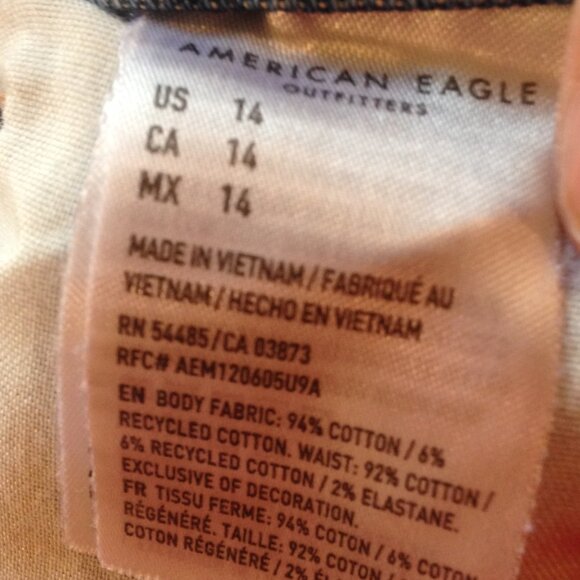 AMERICAN EAGLE
OUTFITTERS
US 14
CA 14
MX 14
MADE IN VIETNAM / FABRIQUÉ AU
VIETNAM / HECHO EN VIETNAM
RN 54485 / CA 03873
RFC# AEM120605U9A
EN BODY FABRIC: 94% COTTON / 6%
RECYCLED COTTON. WAIST: 92% COTTON /
6% RECYCLED COTTON / 2% ELASTANE.
EXCLUSIVE OF DECORATION.
FR TISSU FERME: 94% COTON / 6% COTON
RÉGÉNÉRÉ. TAILLE: 92% COTON /
COTON RÉGÉNÉRÉ / 2%